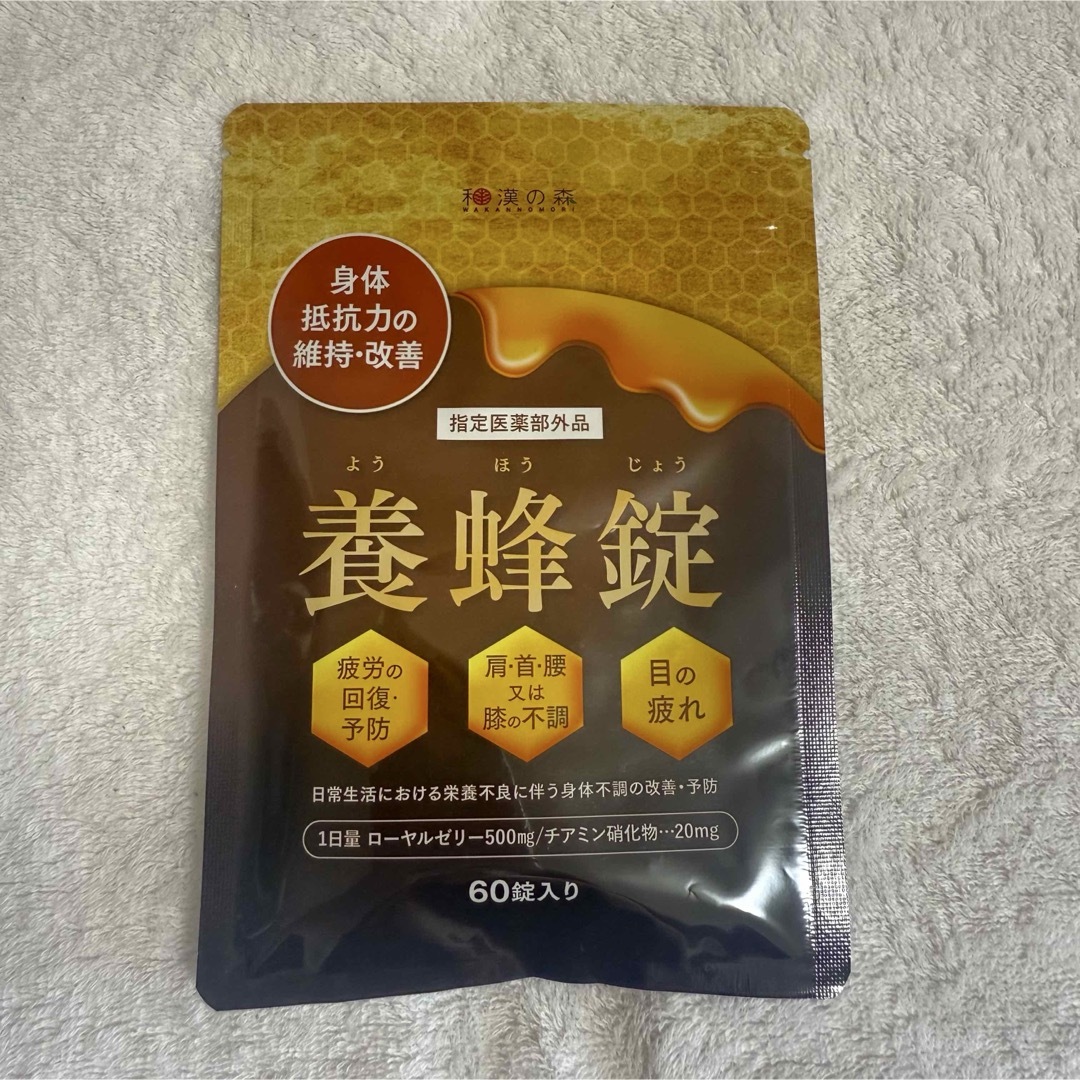 和漢の森
WAKANNOMORI
身体
抵抗力の
維持・改善
指定医薬部外品
よう ほう じょう
養蜂錠
疲労の
回復・
予防
肩・首・腰
又は
膝の不調
目の
疲れ
日常生活における栄養不良に伴う身体不調の改善・予防
1日量 ローヤルゼリー500㎎/チアミン硝化物…20mg
60錠入り